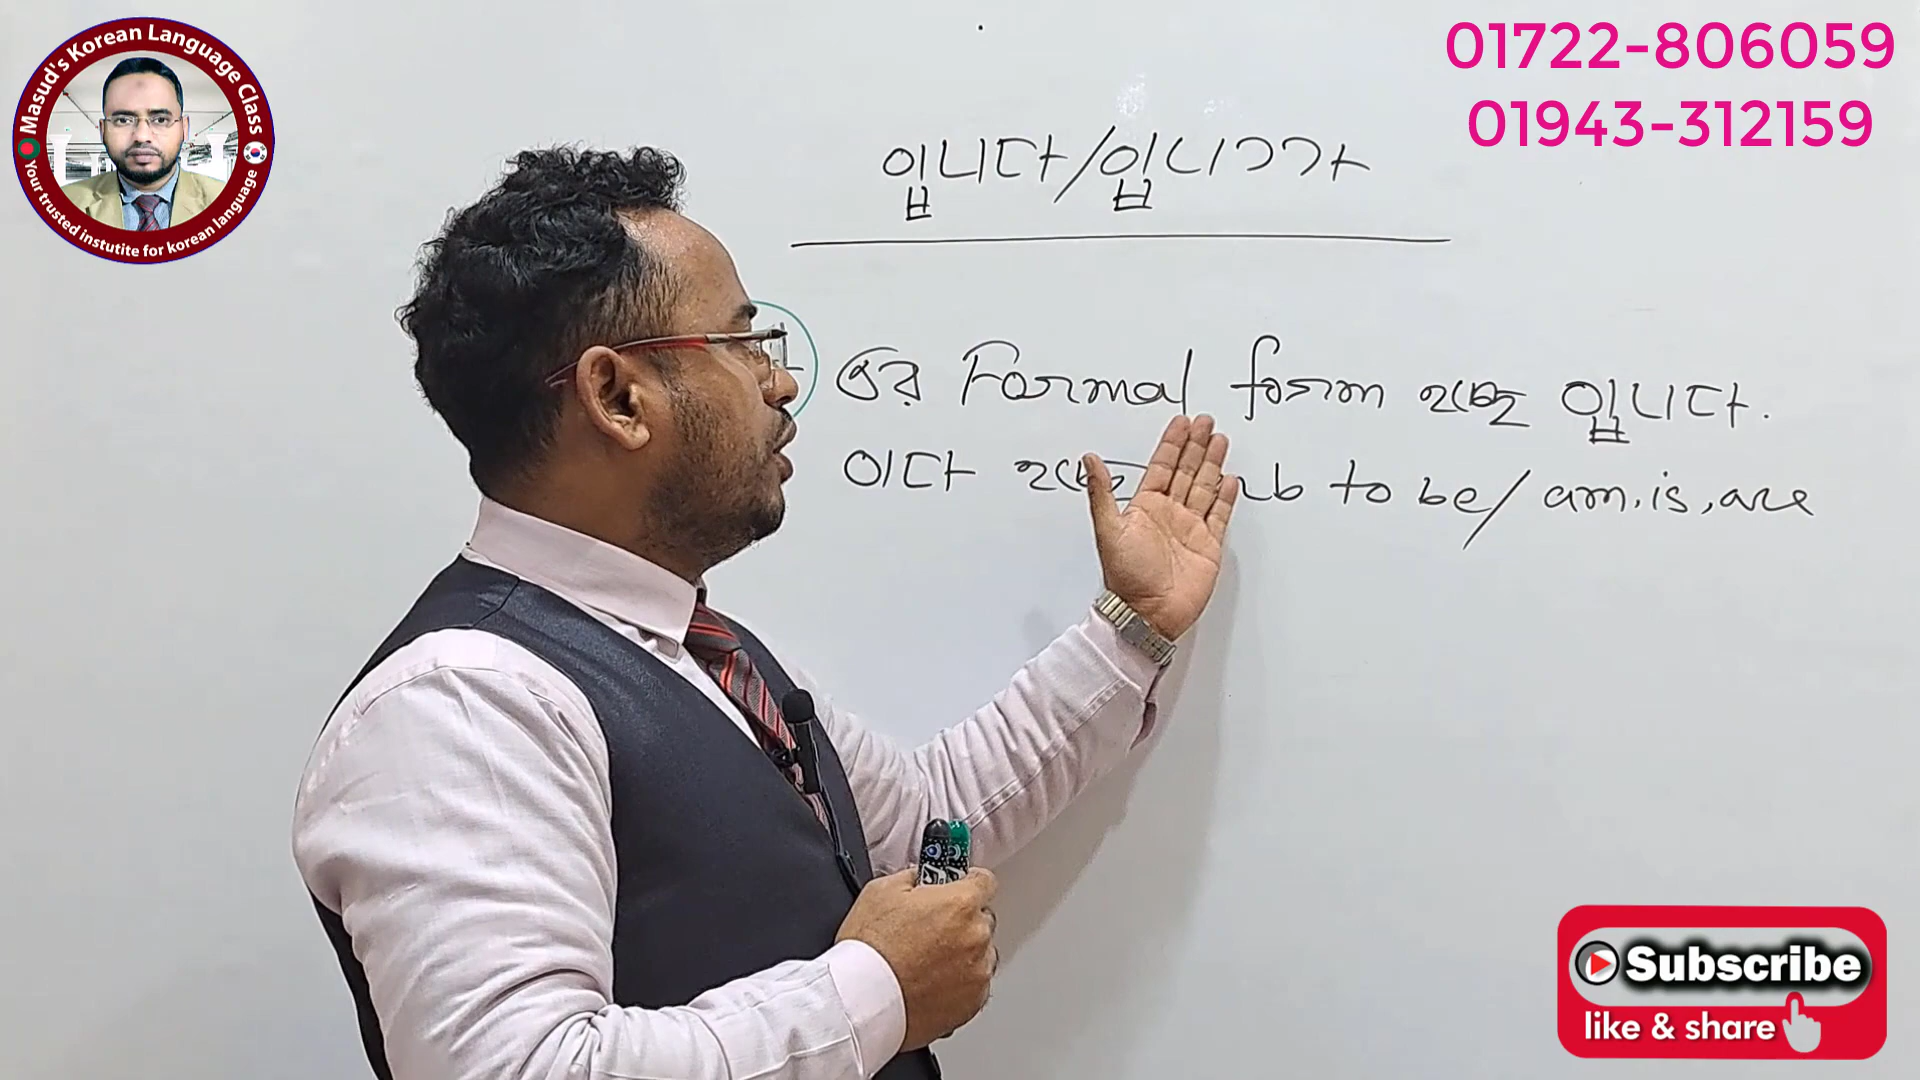 Masud's Korean Language Class
Your trusted instutite for korean language
01722-806059
01943-312159
입니다/입니까
এর Formal form হচ্ছে 입니다.
이다 হচ্ছে to be/ am, is, are
Subscribe
like & share